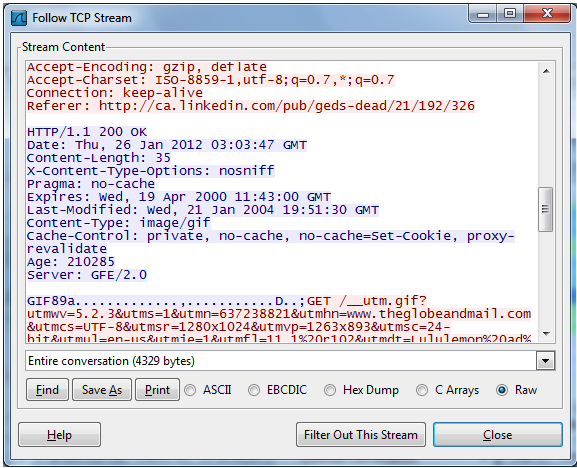 Follow TCP Stream
Stream Content
Accept-Encoding: gzip, deflate
Accept-Charset: ISO-8859-1,utf-8;q=0.7,*;q=0.7
Connection: keep-alive
Referer: http://ca.linkedin.com/pub/geds-dead/21/192/326
HTTP/1.1 200 OK
Date: Thu, 26 Jan 2012 03:03:47 GMT
Content-Length: 35
X-Content-Type-Options: nosniff
Pragma: no-cache
Expires: Wed, 19 Apr 2000 11:43:00 GMT
Last-Modified: Wed, 21 Jan 2004 19:51:30 GMT
Content-Type: image/gif
Cache-Control: private, no-cache, no-cache=Set-Cookie, proxy-
revalidate
Age: 210285
Server: GFE/2.0
GIF89a.............,...........D..;GET /__utm.gif?
utmwv=5.2.3&utms=1&utmn=637238821&utmhn=www.theglobeandmail.com
&utmcs=UTF-8&utmsr=1280x1024&utmvp=1263x893&utmsc=24-
bit&utmul=en-us&utmje=1&utmfl=11.1%20r102&utmdt=Lululemon%20ad%
Entire conversation (4329 bytes)
Find Save As Print ASCII EBCDIC Hex Dump C Arrays Raw
Help Filter Out This Stream Close